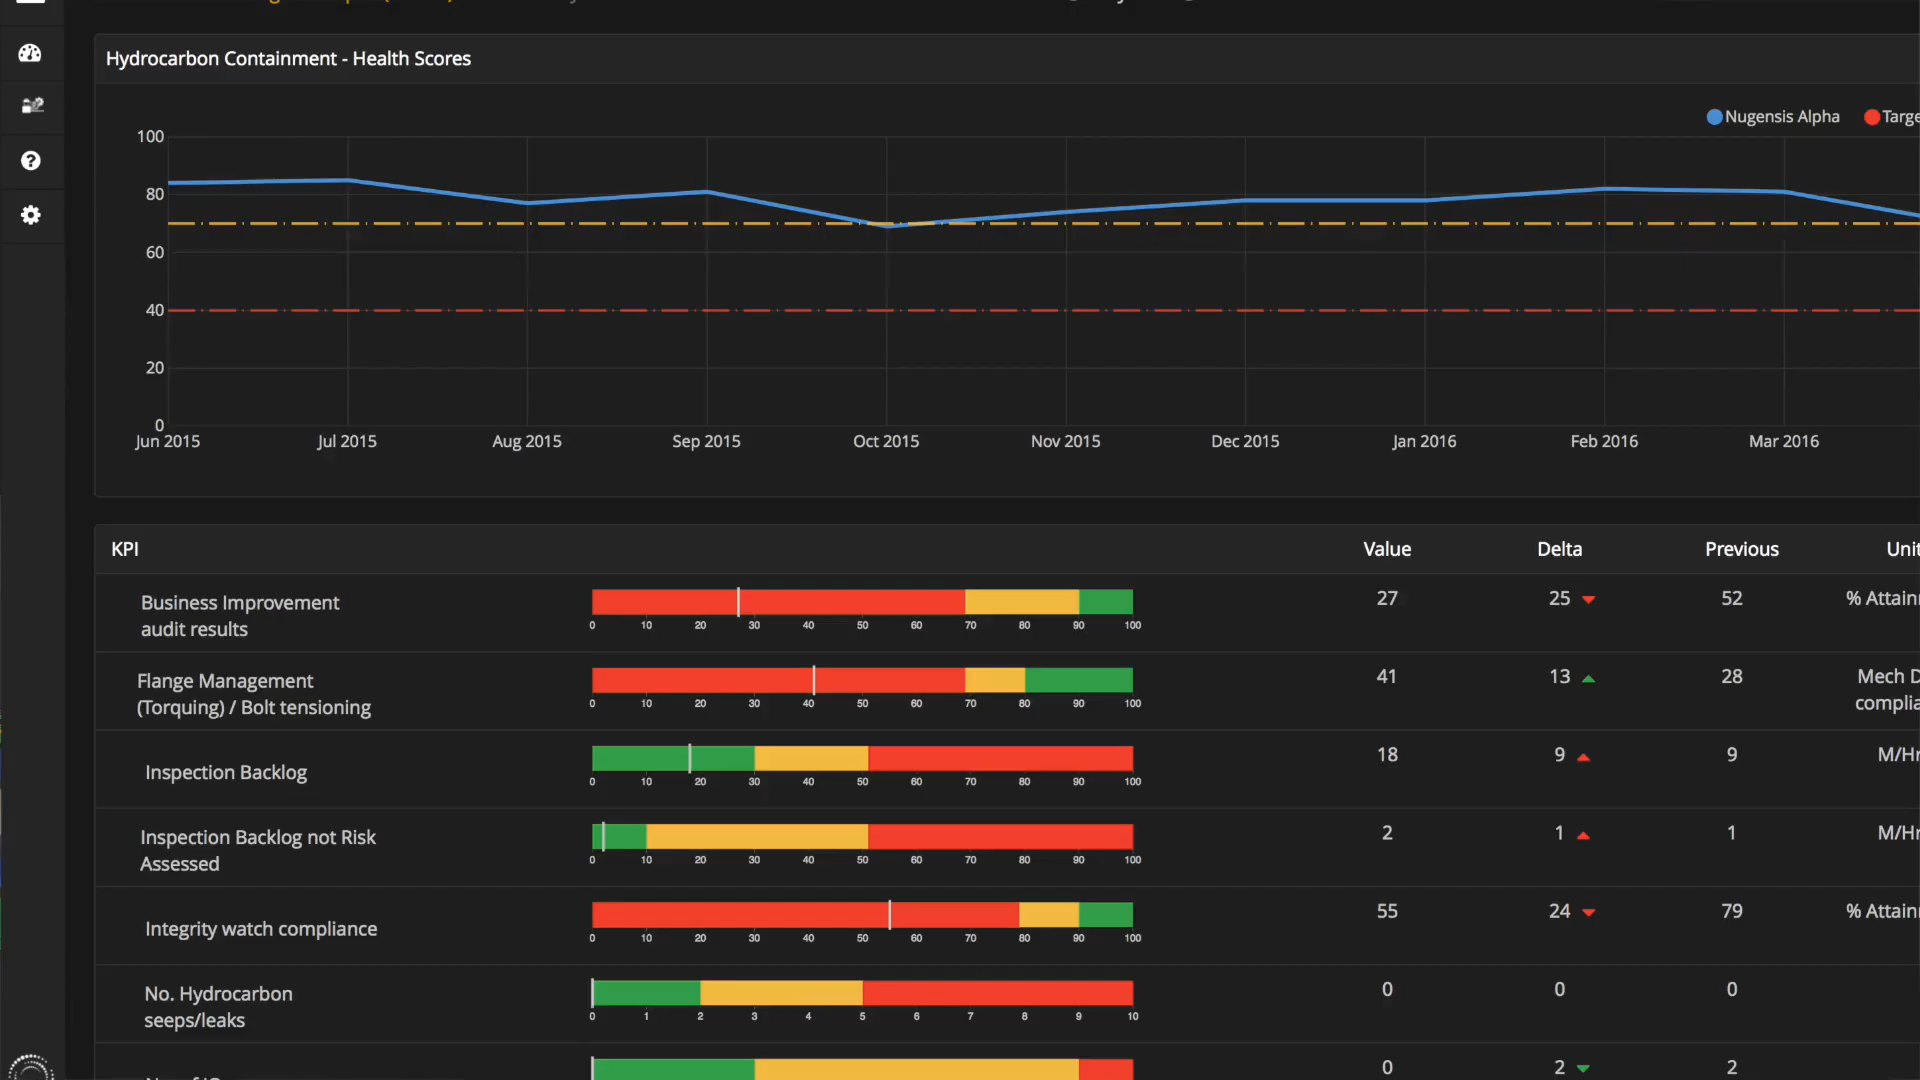 Hydrocarbon Containment - Health Scores
Nugensis Alpha
100
80
60
40
20
0
Jun 2015 Jul 2015 Aug 2015 Sep 2015 Oct 2015 Nov 2015 Dec 2015 Jan 2016 Feb 2016 Mar 2016
KPI Value Delta Previous
Business Improvement
audit results
0 10 20 30 40 50 60 70 80 90 100
27 25 52 %
Flange Management
(Torquing) / Bolt tensioning
0 10 20 30 40 50 60 70 80 90 100
41 13 28 Mech
Inspection Backlog
0 10 20 30 40 50 60 70 80 90 100
18 9 9
Inspection Backlog not Risk
Assessed
0 10 20 30 40 50 60 70 80 90 100
2 1 1
Integrity watch compliance
0 10 20 30 40 50 60 70 80 90 100
55 24 79 %
No. Hydrocarbon
seeps/leaks
0 1 2 3 4 5 6 7 8 9 10
0 0 0
0 2 2